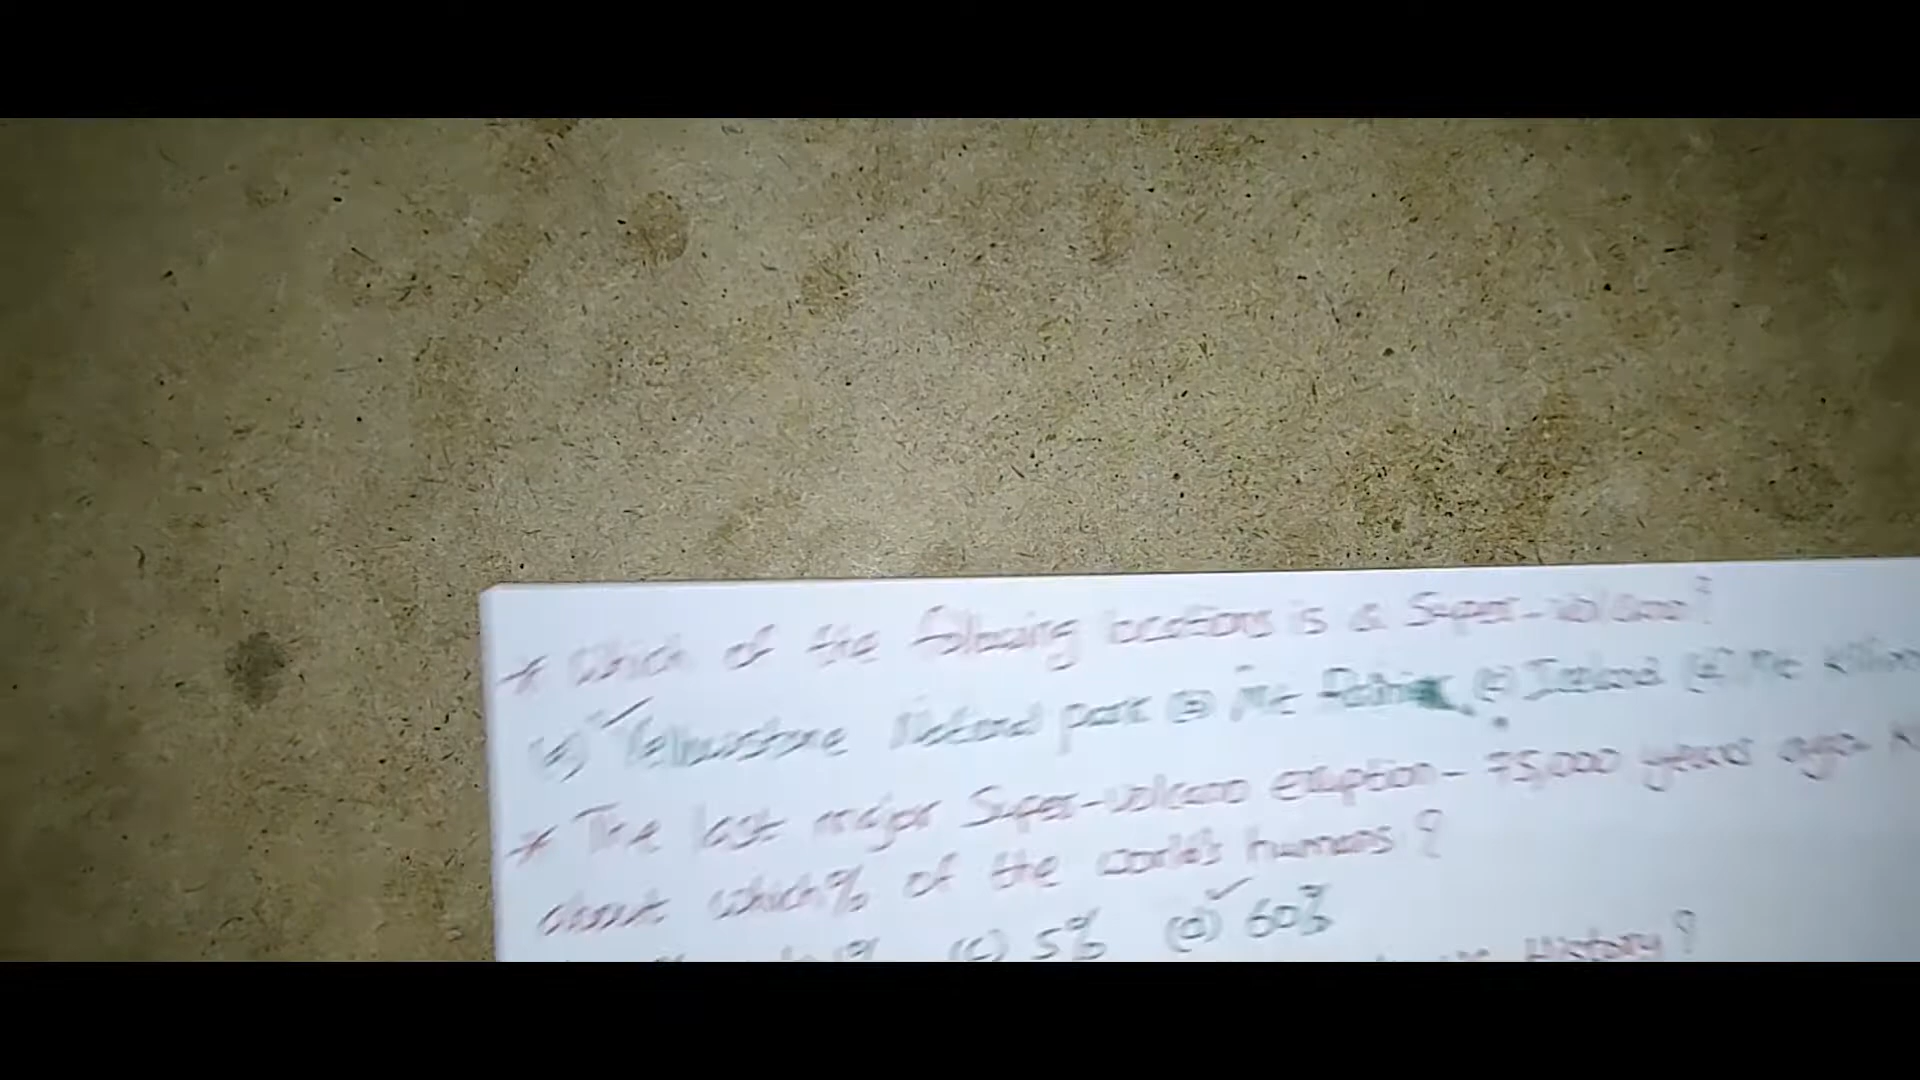 * Which of the following locations is a Super-volcano?
(a) Yellowstone National park (b) Mt (c) Iceland (d) Mt
* The last major Super-volcano eruption- 75,000 years ago
about which % of the world's humans?
(c) 5% (d) 60%
History?